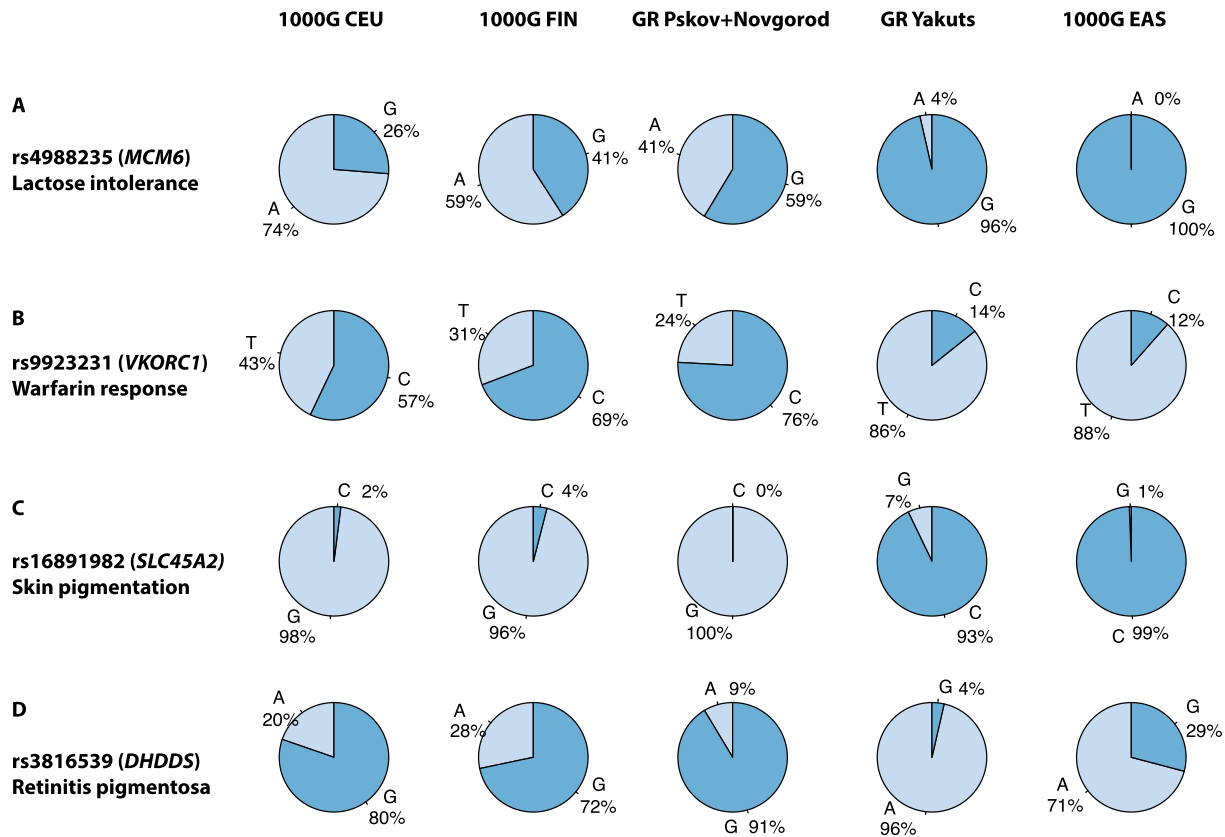 1000G CEU 1000G FIN GR Pskov+Novgorod GR Yakuts 1000G EAS
A
rs4988235 (MCM6)
Lactose intolerance
G
26%
A
74%
G
41%
A
59%
A
41%
G
59%
A 4%
G
96%
A 0%
G
100%
B
rs9923231 (VKORC1)
Warfarin response
T
43%
C
57%
T
31%
C
69%
T
24%
C
76%
C
14%
T
86%
C
12%
T
88%
C
rs16891982 (SLC45A2)
Skin pigmentation
C 2%
G
98%
C 4%
G
96%
C 0%
G
100%
G
7%
C
93%
G 1%
C 99%
D
rs3816539 (DHDDS)
Retinitis pigmentosa
A
20%
G
80%
A
28%
G
72%
A 9%
G 91%
G 4%
A
96%
G
29%
A
71%